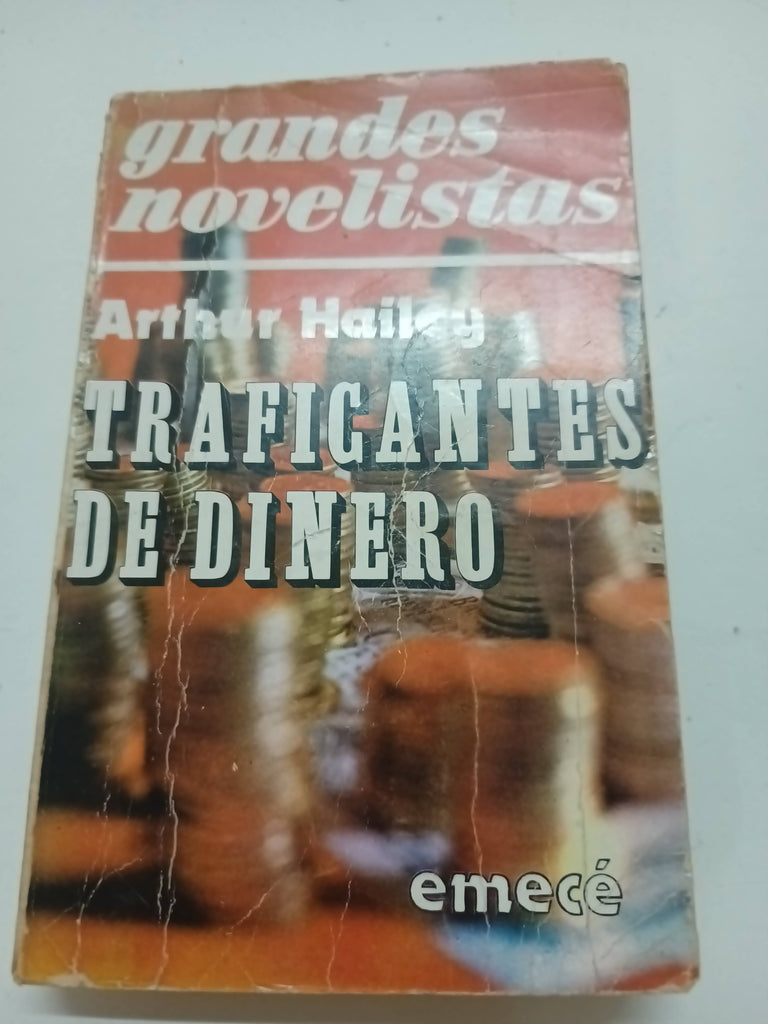 grandes
novelistas
Arthur Hailey
TRAFICANTES
DE DINERO
emecé